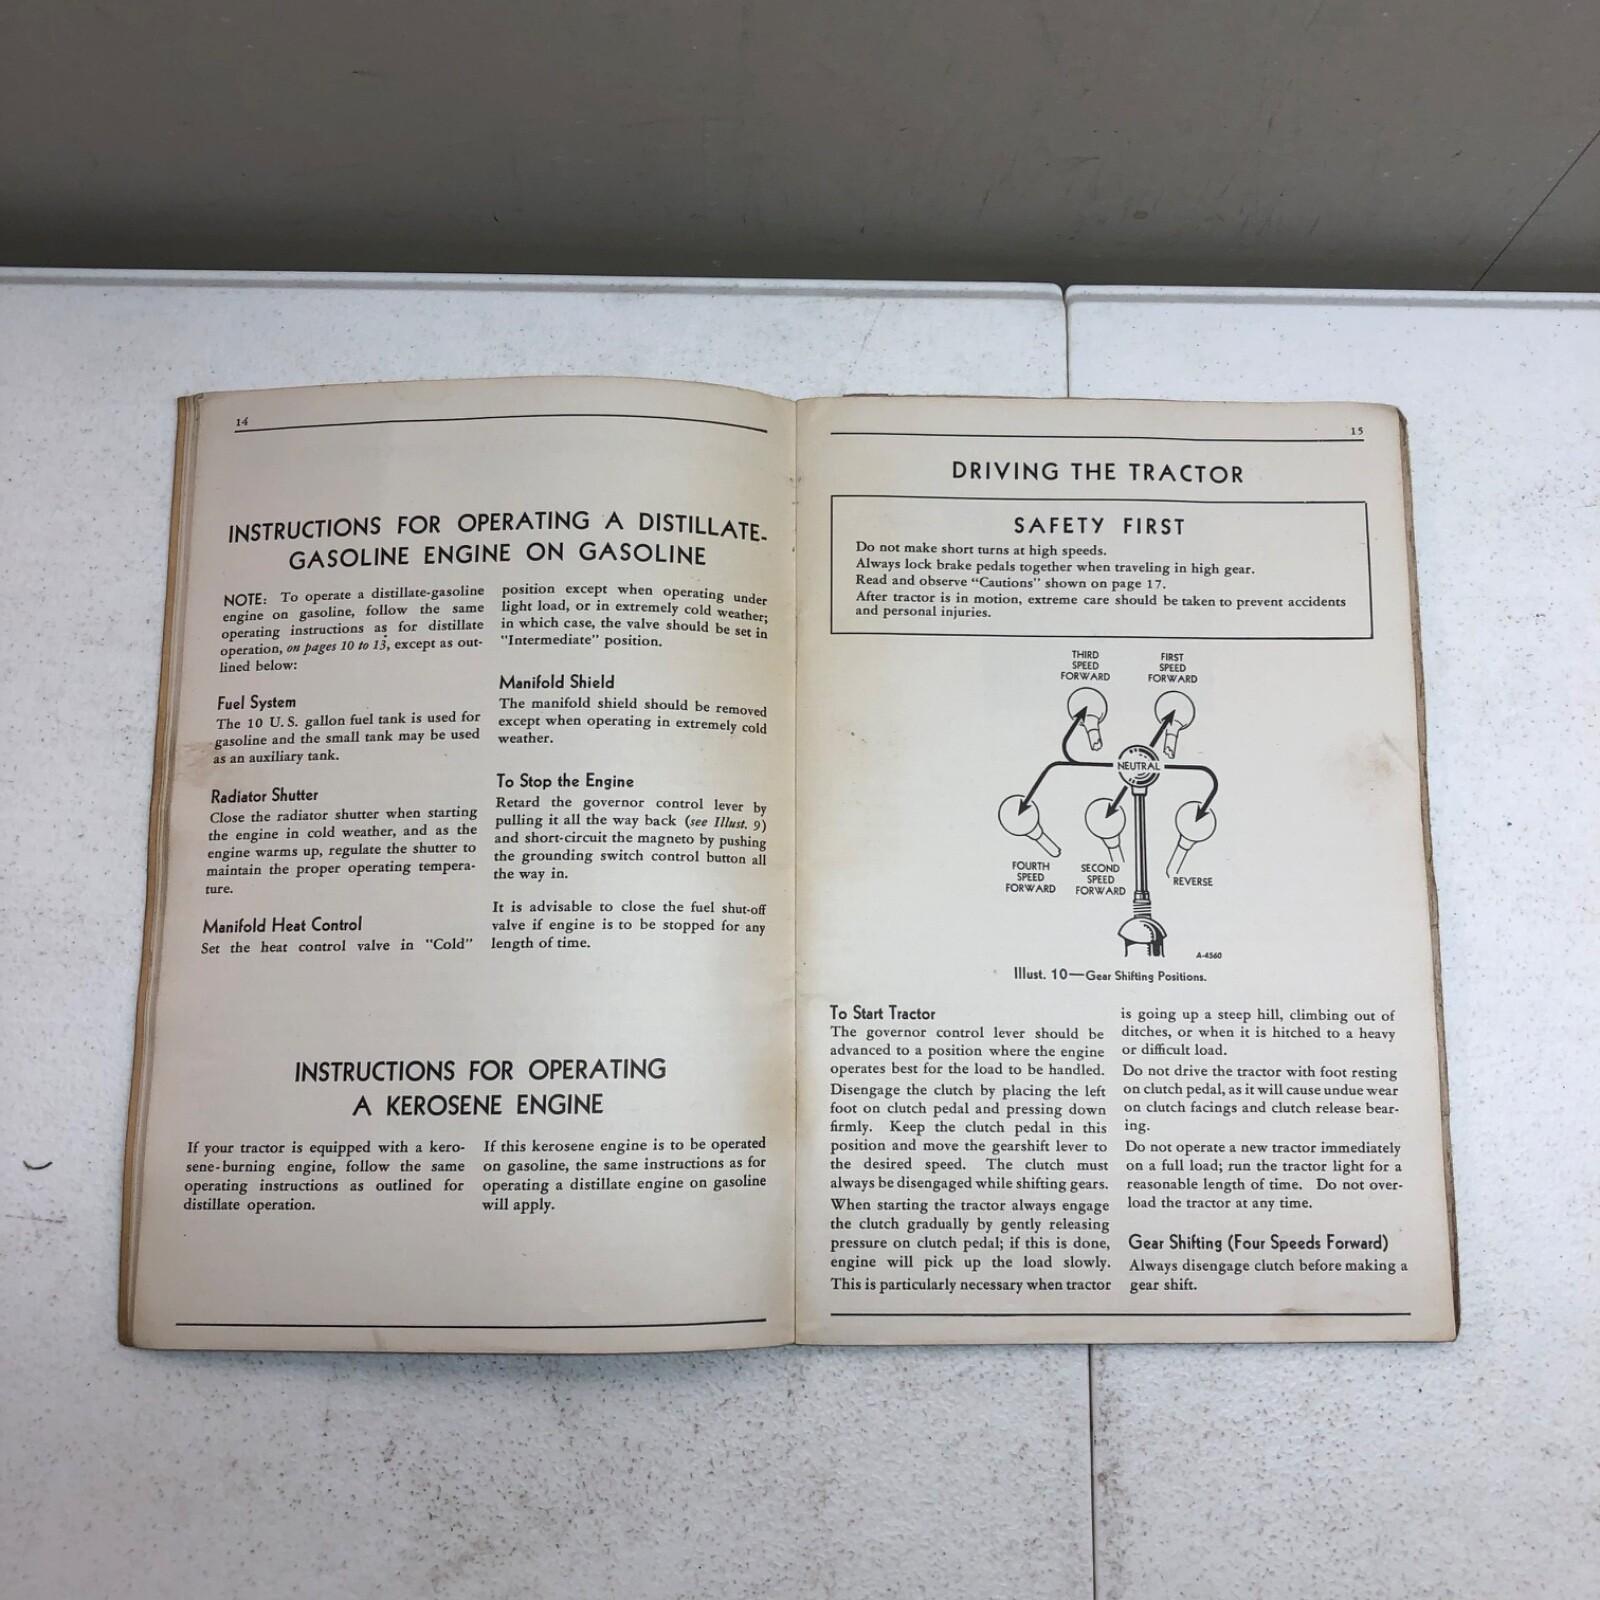 14
INSTRUCTIONS FOR OPERATING A DISTILLATE-
GASOLINE ENGINE ON GASOLINE
NOTE: To operate a distillate-gasoline
engine on gasoline, follow the same
operating instructions as for distillate
operation, on pages 10 to 13, except as out-
lined below:
Fuel System
The 10 U. S. gallon fuel tank is used for
gasoline and the small tank may be used
as an auxiliary tank.
Radiator Shutter
Close the radiator shutter when starting
the engine in cold weather, and as the
engine warms up, regulate the shutter to
maintain the proper operating tempera-
ture.
Manifold Heat Control
Set the heat control valve in "Cold"
position except when operating under
light load, or in extremely cold weather;
in which case, the valve should be set in
"Intermediate" position.
Manifold Shield
The manifold shield should be removed
except when operating in extremely cold
weather.
To Stop the Engine
Retard the governor control lever by
pulling it all the way back (see Illust. 9)
and short-circuit the magneto by pushing
the grounding switch control button all
the way in.
It is advisable to close the fuel shut-off
valve if engine is to be stopped for any
length of time.
INSTRUCTIONS FOR OPERATING
A KEROSENE ENGINE
If your tractor is equipped with a kero-
sene-burning engine, follow the same
operating instructions as outlined for
distillate operation.
If this kerosene engine is to be operated
on gasoline, the same instructions as for
operating a distillate engine on gasoline
will apply.
15
DRIVING THE TRACTOR
SAFETY FIRST
Do not make short turns at high speeds.
Always lock brake pedals together when traveling in high gear.
Read and observe "Cautions" shown on page 17.
After tractor is in motion, extreme care should be taken to prevent accidents
and personal injuries.
THIRD
SPEED
FORWARD
FIRST
SPEED
FORWARD
NEUTRAL
FOURTH
SPEED
FORWARD
SECOND
SPEED
FORWARD
REVERSE
A-4560
Illust. 10—Gear Shifting Positions.
To Start Tractor
The governor control lever should be
advanced to a position where the engine
operates best for the load to be handled.
Disengage the clutch by placing the left
foot on clutch pedal and pressing down
firmly. Keep the clutch pedal in this
position and move the gearshift lever to
the desired speed. The clutch must
always be disengaged while shifting gears.
When starting the tractor always engage
the clutch gradually by gently releasing
pressure on clutch pedal; if this is done,
engine will pick up the load slowly.
This is particularly necessary when tractor
is going up a steep hill, climbing out of
ditches, or when it is hitched to a heavy
or difficult load.
Do not drive the tractor with foot resting
on clutch pedal, as it will cause undue wear
on clutch facings and clutch release bear-
ing.
Do not operate a new tractor immediately
on a full load; run the tractor light for a
reasonable length of time. Do not over-
load the tractor at any time.
Gear Shifting (Four Speeds Forward)
Always disengage clutch before making a
gear shift.